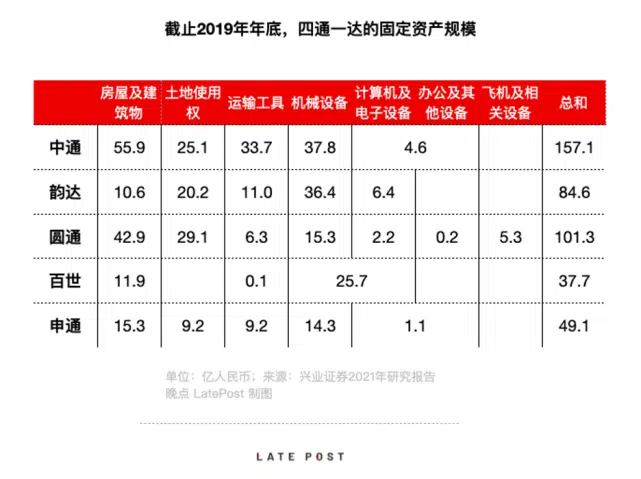 截止2019年年底，四通一达的固定资产规模
房屋及建筑物 土地使用权 运输工具 机械设备 计算机及电子设备 办公及其他设备 飞机及相关设备 总和
中通 55.9 25.1 33.7 37.8 4.6 157.1
韵达 10.6 20.2 11.0 36.4 6.4 84.6
圆通 42.9 29.1 6.3 15.3 2.2 0.2 5.3 101.3
百世 11.9 0.1 25.7 37.7
申通 15.3 9.2 9.2 14.3 1.1 49.1
单位：亿人民币；来源：兴业证券2021年研究报告
晚点 LatePost 制图
LATE POST